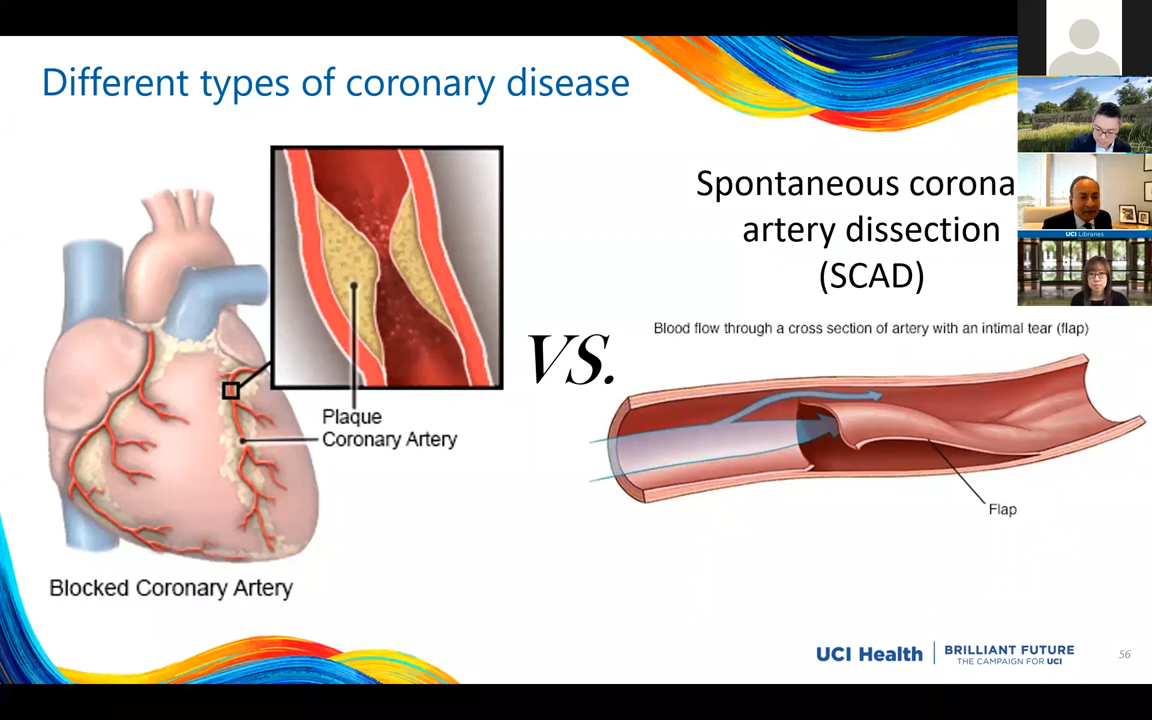 Different types of coronary disease
Spontaneous corona
artery dissection
(SCAD)
Blood flow through a cross section of artery with an intimal tear (flap)
VS.
Plaque
Coronary Artery
Flap
Blocked Coronary Artery
UCI Health
BRILLIANT FUTURE
THE CAMPAIGN FOR UCI
56
UCI Libraries